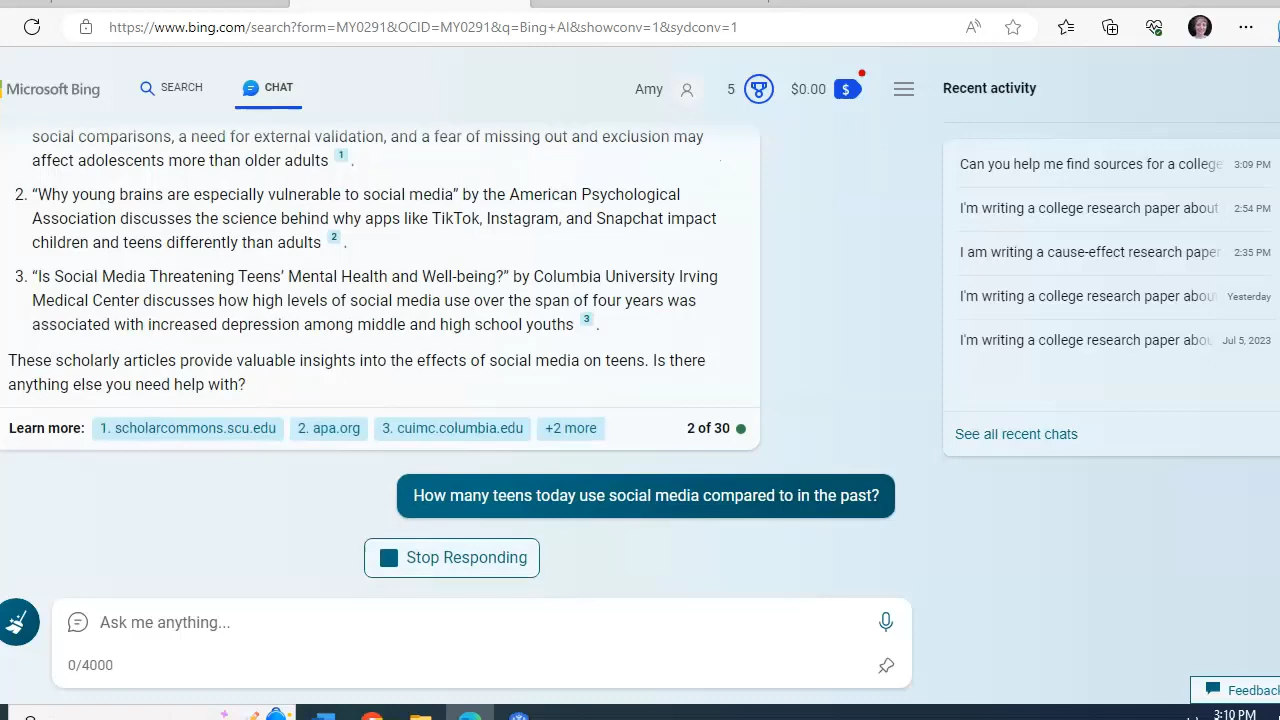 https://www.bing.com/search?form=MY0291&OCID=MY0291&q=Bing+AI&showconv=1&sydconv=1
Microsoft Bing
SEARCH
CHAT
Amy
5
$0.00
Recent activity
social comparisons, a need for external validation, and a fear of missing out and exclusion may
affect adolescents more than older adults 1 .
2. “Why young brains are especially vulnerable to social media” by the American Psychological
Association discusses the science behind why apps like TikTok, Instagram, and Snapchat impact
children and teens differently than adults 2 .
3. “Is Social Media Threatening Teens’ Mental Health and Well-being?” by Columbia University Irving
Medical Center discusses how high levels of social media use over the span of four years was
associated with increased depression among middle and high school youths 3 .
These scholarly articles provide valuable insights into the effects of social media on teens. Is there
anything else you need help with?
Learn more: 1. scholarcommons.scu.edu 2. apa.org 3. cuimc.columbia.edu +2 more 2 of 30
How many teens today use social media compared to in the past?
Stop Responding
Ask me anything...
0/4000
Can you help me find sources for a college 3:09 PM
I'm writing a college research paper about 2:54 PM
I am writing a cause-effect research paper 2:35 PM
I'm writing a college research paper about Yesterday
I'm writing a college research paper abou Jul 5, 2023
See all recent chats
Feedbac
3:10 PM